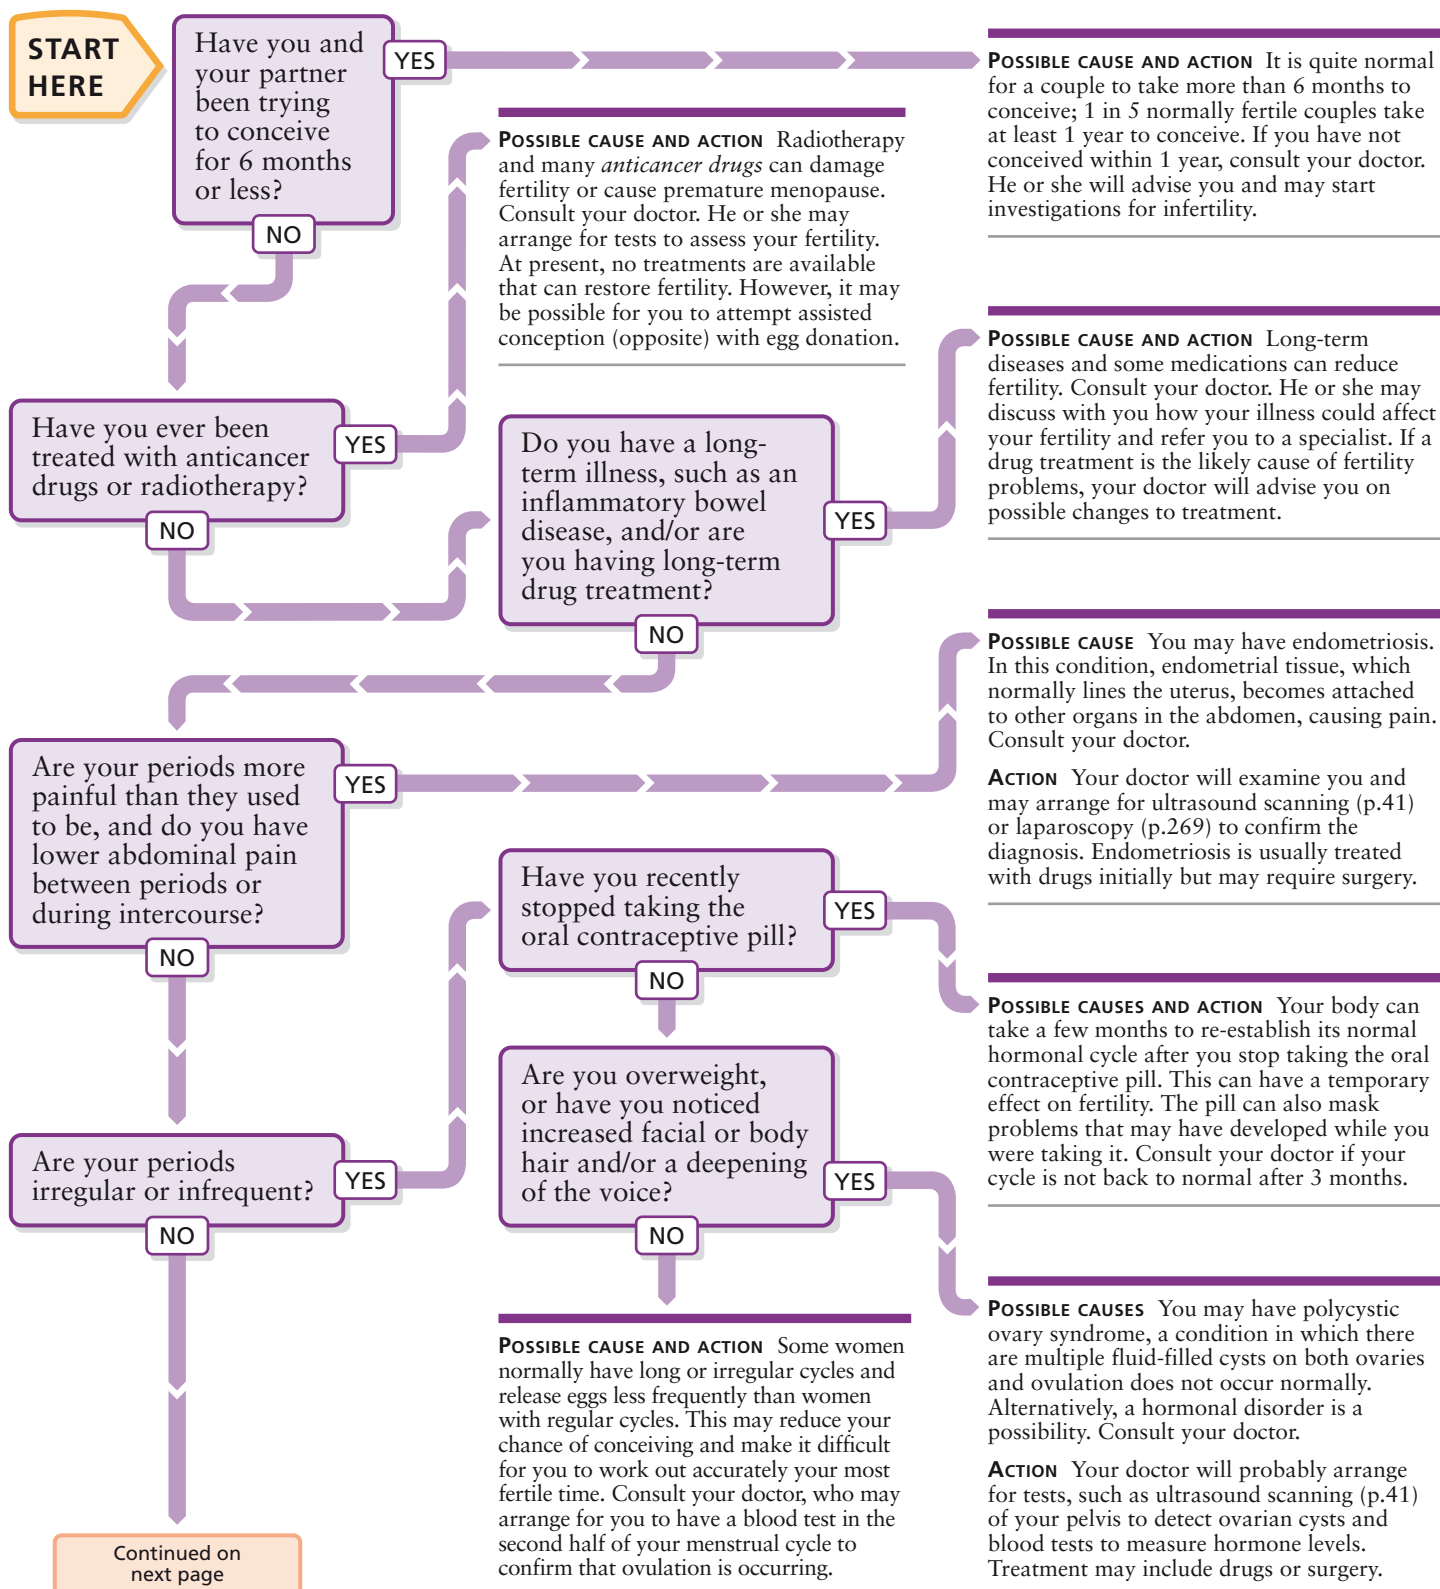 START
HERE
Have you and
your partner
been trying
to conceive
for 6 months
or less?
YES
NO
POSSIBLE CAUSE AND ACTION It is quite normal
for a couple to take more than 6 months to
conceive; 1 in 5 normally fertile couples take
at least 1 year to conceive. If you have not
conceived within 1 year, consult your doctor.
He or she will advise you and may start
investigations for infertility.
POSSIBLE CAUSE AND ACTION Radiotherapy
and many anticancer drugs can damage
fertility or cause premature menopause.
Consult your doctor. He or she may
arrange for tests to assess your fertility.
At present, no treatments are available
that can restore fertility. However, it may
be possible for you to attempt assisted
conception (opposite) with egg donation.
Have you ever been
treated with anticancer
drugs or radiotherapy?
YES
NO
Do you have a long-
term illness, such as an
inflammatory bowel
disease, and/or are
you having long-term
drug treatment?
YES
NO
POSSIBLE CAUSE AND ACTION Long-term
diseases and some medications can reduce
fertility. Consult your doctor. He or she may
discuss with you how your illness could affect
your fertility and refer you to a specialist. If a
drug treatment is the likely cause of fertility
problems, your doctor will advise you on
possible changes to treatment.
Are your periods more
painful than they used
to be, and do you have
lower abdominal pain
between periods or
during intercourse?
YES
NO
POSSIBLE CAUSE You may have endometriosis.
In this condition, endometrial tissue, which
normally lines the uterus, becomes attached
to other organs in the abdomen, causing pain.
Consult your doctor.
ACTION Your doctor will examine you and
may arrange for ultrasound scanning (p.41)
or laparoscopy (p.269) to confirm the
diagnosis. Endometriosis is usually treated
with drugs initially but may require surgery.
Have you recently
stopped taking the
oral contraceptive pill?
YES
NO
POSSIBLE CAUSES AND ACTION Your body can
take a few months to re-establish its normal
hormonal cycle after you stop taking the oral
contraceptive pill. This can have a temporary
effect on fertility. The pill can also mask
problems that may have developed while you
were taking it. Consult your doctor if your
cycle is not back to normal after 3 months.
Are your periods
irregular or infrequent?
YES
NO
Are you overweight,
or have you noticed
increased facial or body
hair and/or a deepening
of the voice?
YES
NO
POSSIBLE CAUSES You may have polycystic
ovary syndrome, a condition in which there
are multiple fluid-filled cysts on both ovaries
and ovulation does not occur normally.
Alternatively, a hormonal disorder is a
possibility. Consult your doctor.
ACTION Your doctor will probably arrange
for tests, such as ultrasound scanning (p.41)
of your pelvis to detect ovarian cysts and
blood tests to measure hormone levels.
Treatment may include drugs or surgery.
POSSIBLE CAUSE AND ACTION Some women
normally have long or irregular cycles and
release eggs less frequently than women
with regular cycles. This may reduce your
chance of conceiving and make it difficult
for you to work out accurately your most
fertile time. Consult your doctor, who may
arrange for you to have a blood test in the
second half of your menstrual cycle to
confirm that ovulation is occurring.
Continued on
next page